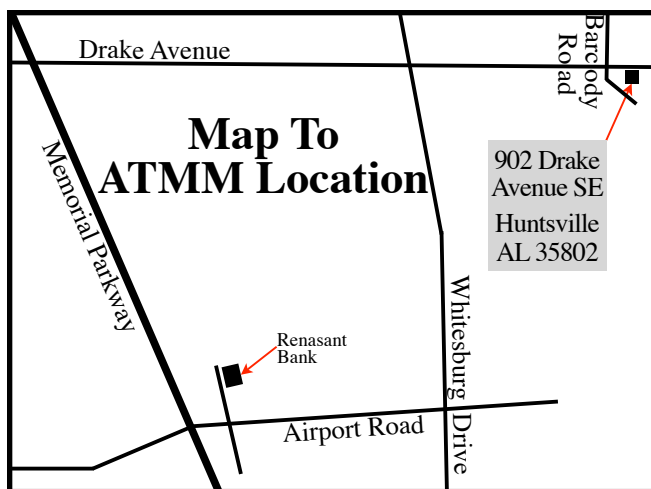 Drake Avenue
Barclody
Road
Map To
ATMM Location
902 Drake
Avenue SE
Huntsville
AL 35802
Memorial Parkway
Whitesburg Drive
Renasant
Bank
Airport Road